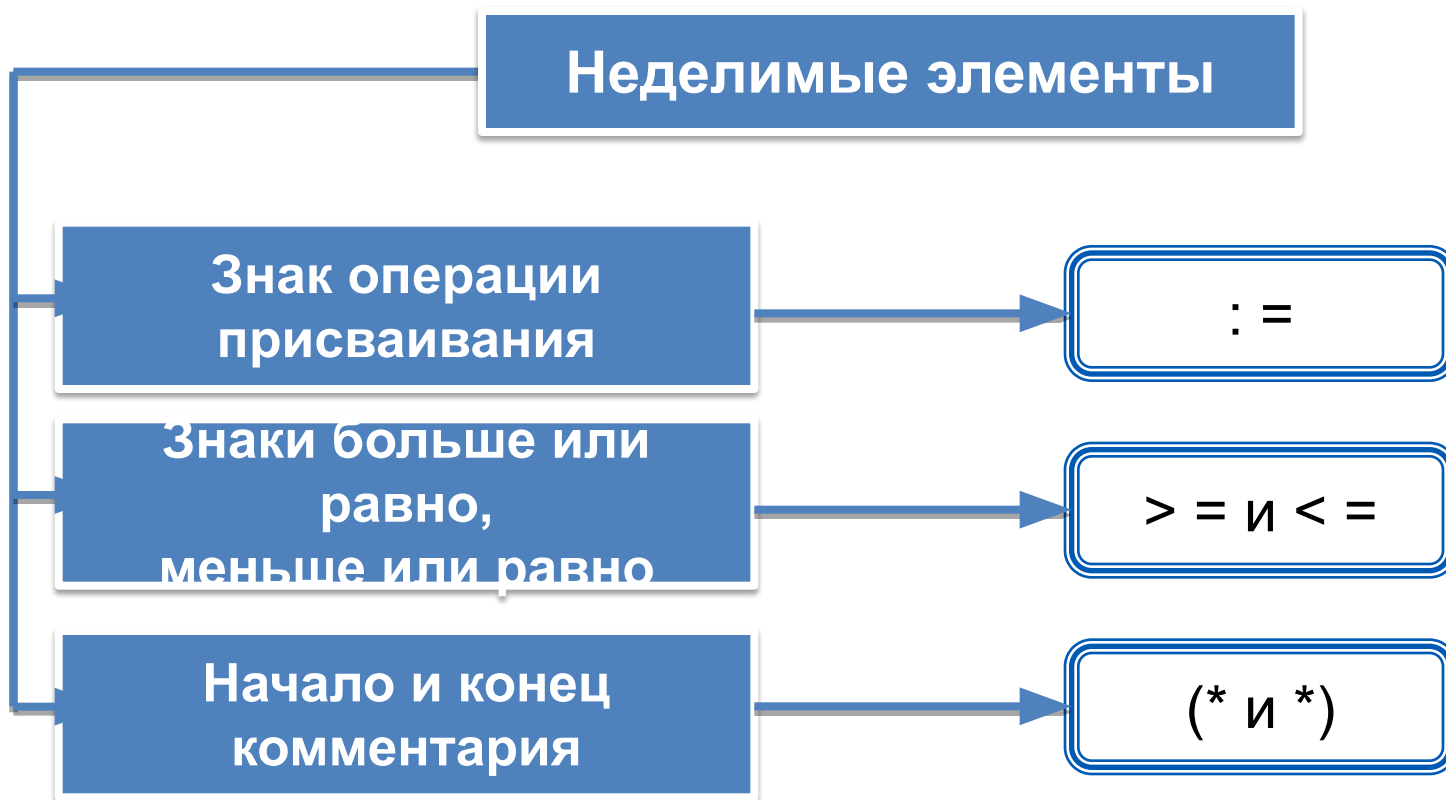 Неделимые элементы
Знак операции
присваивания
: =
Знаки больше или
равно,
меньше или равно
> = и < =
Начало и конец
комментария
(* и *)